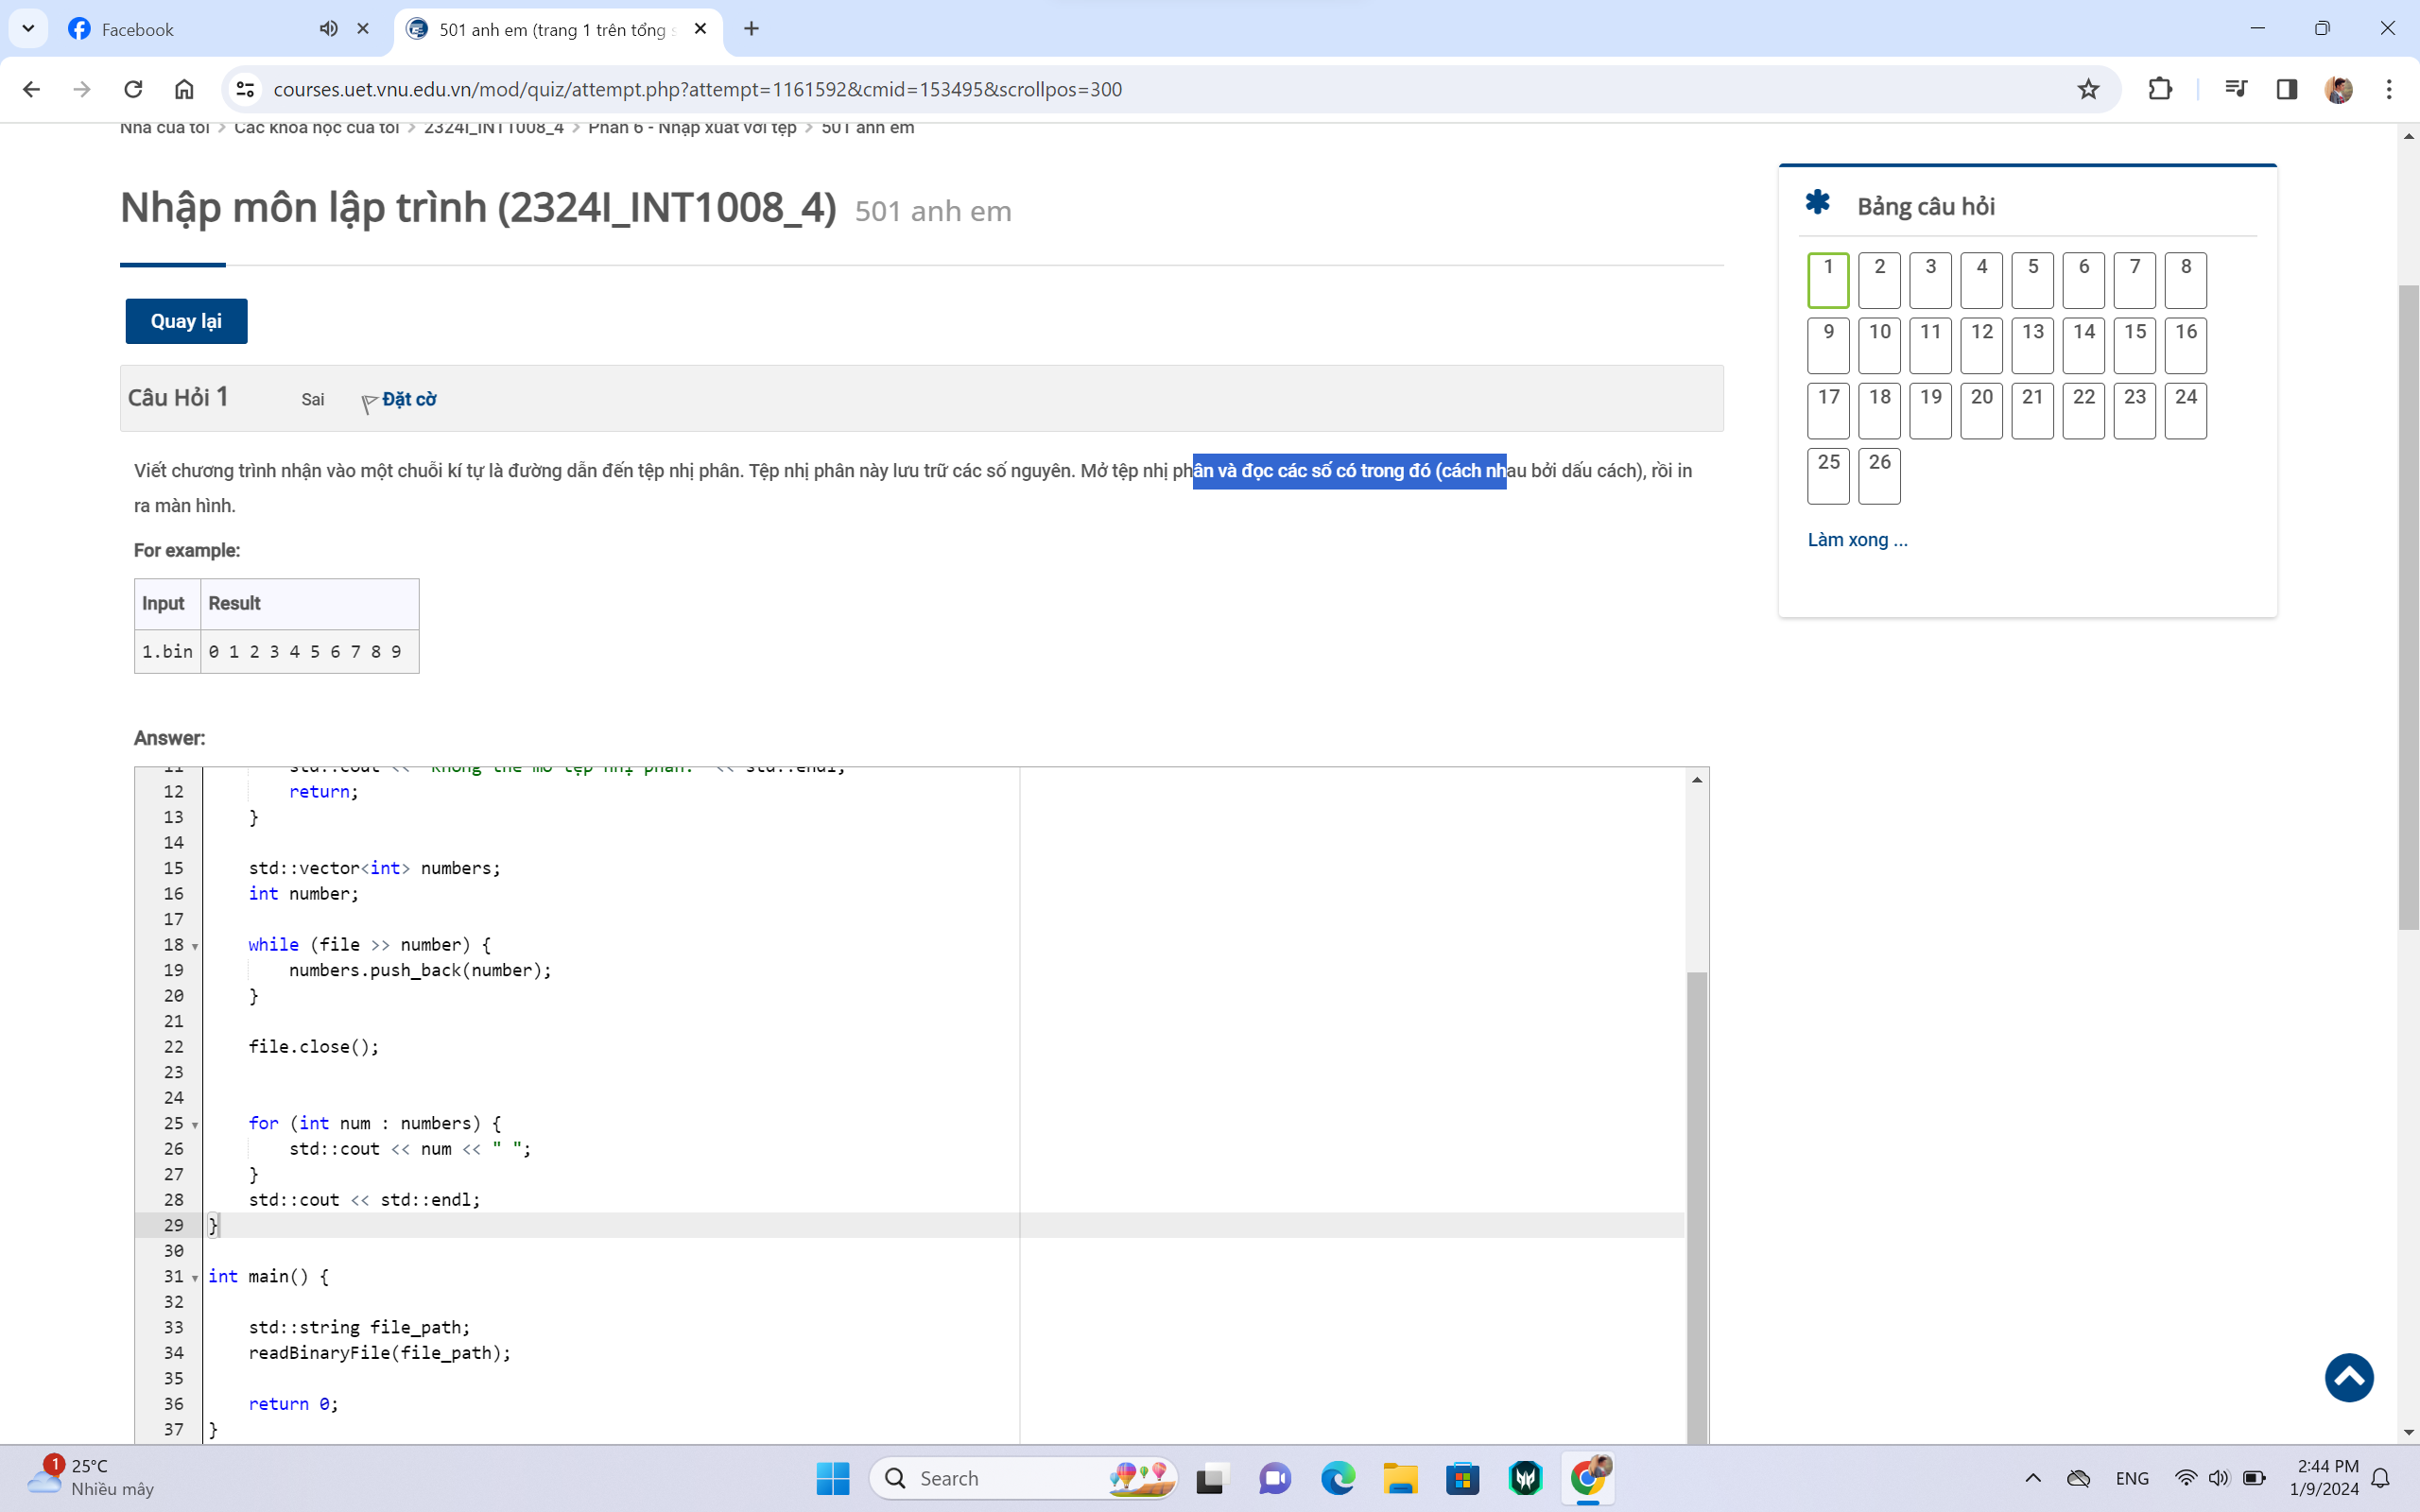 Facebook
501 anh em (trang 1 trên tổng s
courses.uet.vnu.edu.vn/mod/quiz/attempt.php?attempt=1161592&cmid=153495&scrollpos=300
Nhà của tôi > Các khoá học của tôi > 2324I_INT1008_4 > Phần 6 - Nhập xuất với tệp > 501 anh em
Nhập môn lập trình (2324I_INT1008_4) 501 anh em
Quay lại
Câu Hỏi 1 Sai Đặt cờ
Viết chương trình nhận vào một chuỗi kí tự là đường dẫn đến tệp nhị phân. Tệp nhị phân này lưu trữ các số nguyên. Mở tệp nhị phân và đọc các số có trong đó (cách nhau bởi dấu cách), rồi in
ra màn hình.
For example:
Input Result
1.bin 0 1 2 3 4 5 6 7 8 9
Answer:
11 std::cout << "Không thể mở tệp nhị phân." << std::endl;
12 return;
13 }
14
15 std::vector<int> numbers;
16 int number;
17
18 while (file >> number) {
19 numbers.push_back(number);
20 }
21
22 file.close();
23
24
25 for (int num : numbers) {
26 std::cout << num << " ";
27 }
28 std::cout << std::endl;
29 }
30
31 int main() {
32
33 std::string file_path;
34 readBinaryFile(file_path);
35
36 return 0;
37 }
Bảng câu hỏi
1 2 3 4 5 6 7 8
9 10 11 12 13 14 15 16
17 18 19 20 21 22 23 24
25 26
Làm xong ...
1
25°C
Nhiều mây
Search
ENG
2:44 PM
1/9/2024